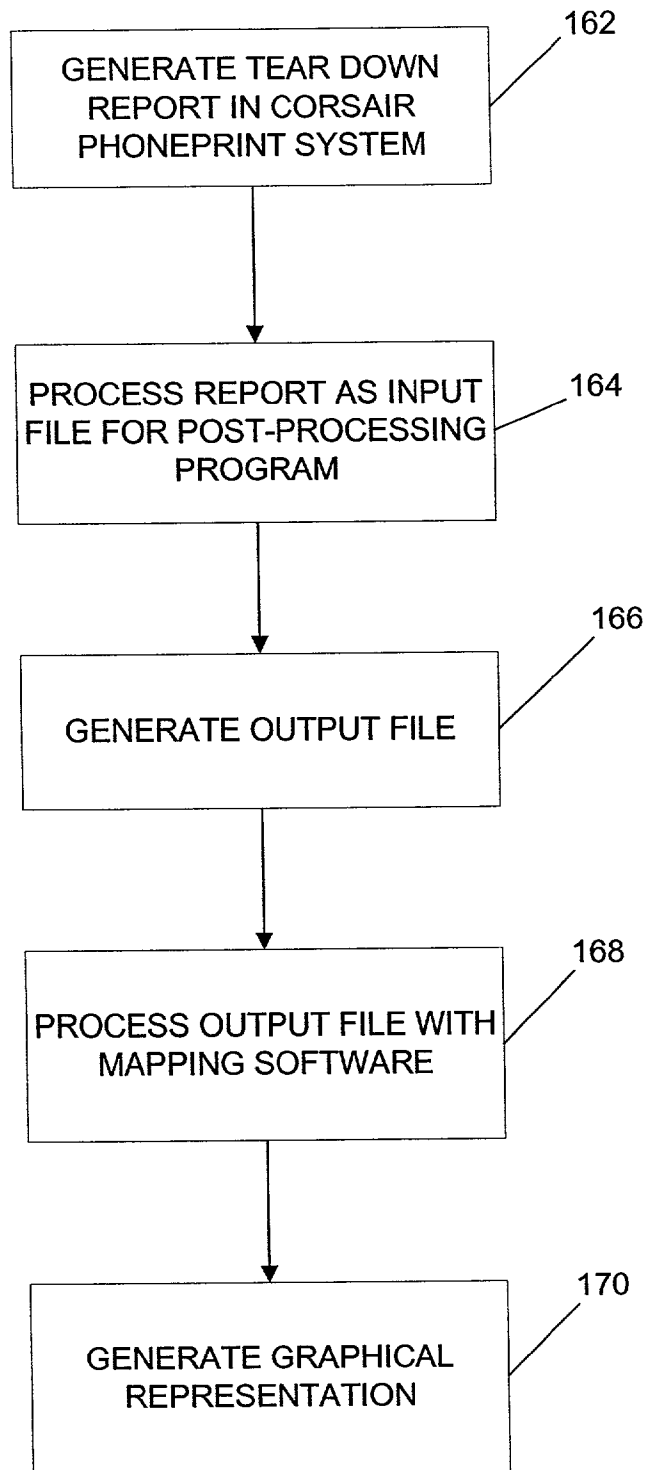 162
GENERATE TEAR DOWN
REPORT IN CORSAIR
PHONEPRINT SYSTEM
164
PROCESS REPORT AS INPUT
FILE FOR POST-PROCESSING
PROGRAM
166
GENERATE OUTPUT FILE
168
PROCESS OUTPUT FILE WITH
MAPPING SOFTWARE
170
GENERATE GRAPHICAL
REPRESENTATION